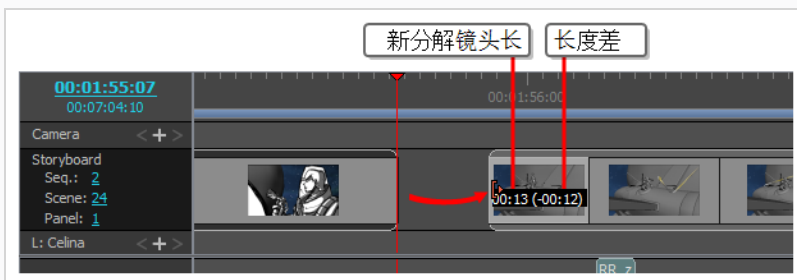 新分解镜头长 长度差
00:01:55:07
00:07:04:10
00:01:56:00
Camera < + >
Storyboard
Seq.: 2
Scene: 24
Panel: 1
00:13 (-00:12)
L: Celina < + >
RR_z